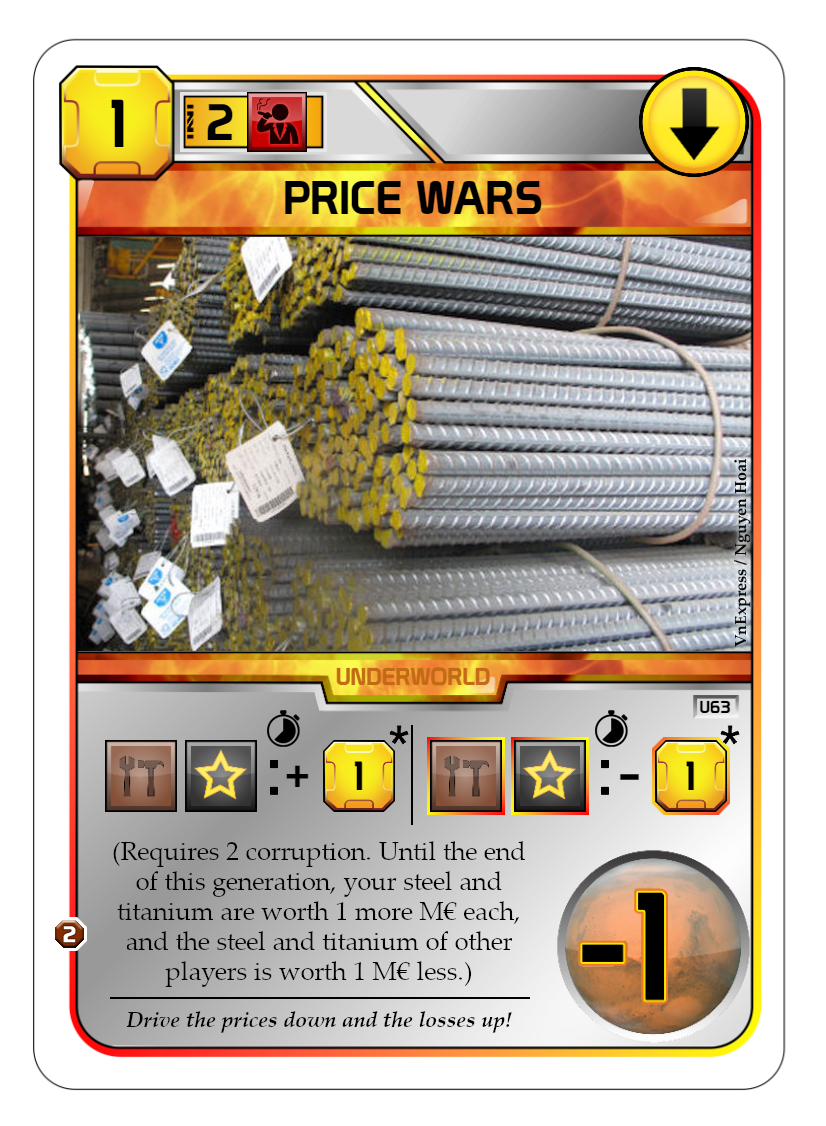 1
2
PRICE WARS
VnExpress / Nguyen Hoai
UNDERWORLD
U63
: + 1 *
: - 1 *
(Requires 2 corruption. Until the end
of this generation, your steel and
titanium are worth 1 more M€ each,
and the steel and titanium of other
players is worth 1 M€ less.)
2
-1
Drive the prices down and the losses up!